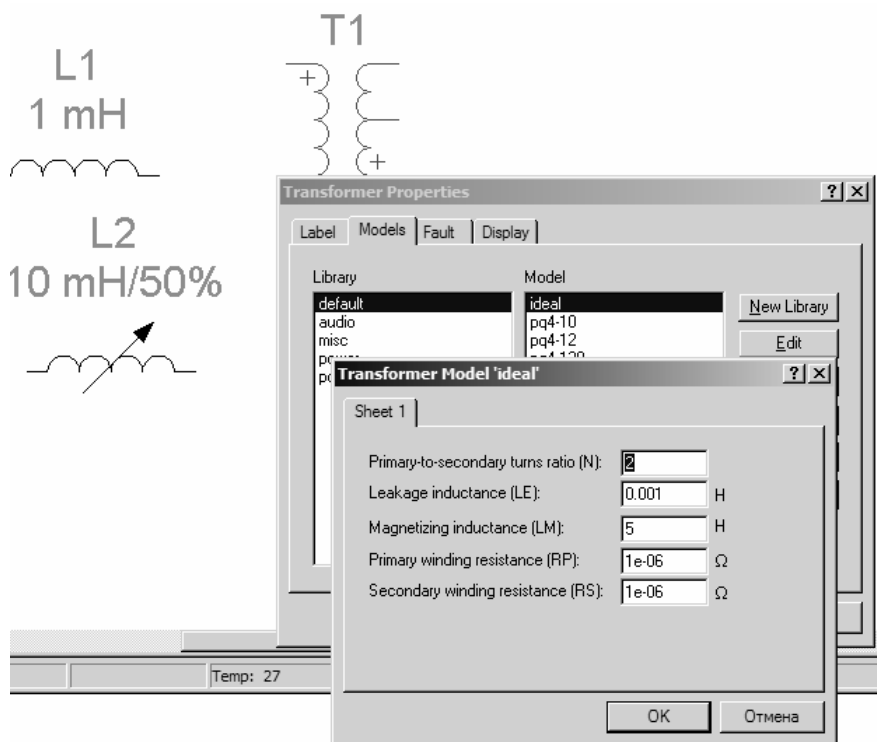 T1
L1
1 mH
L2
10 mH/50%
Transformer Properties
Label Models Fault Display
Library Model
default
audio
misc
ideal
pq4-10
pq4-12
New Library
Edit
Transformer Model 'ideal'
Sheet 1
Primary-to-secondary turns ratio (N): 2
Leakage inductance (LE): 0.001 H
Magnetizing inductance (LM): 5 H
Primary winding resistance (RP): 1e-06 Ω
Secondary winding resistance (RS): 1e-06 Ω
Temp: 27
OK Отмена